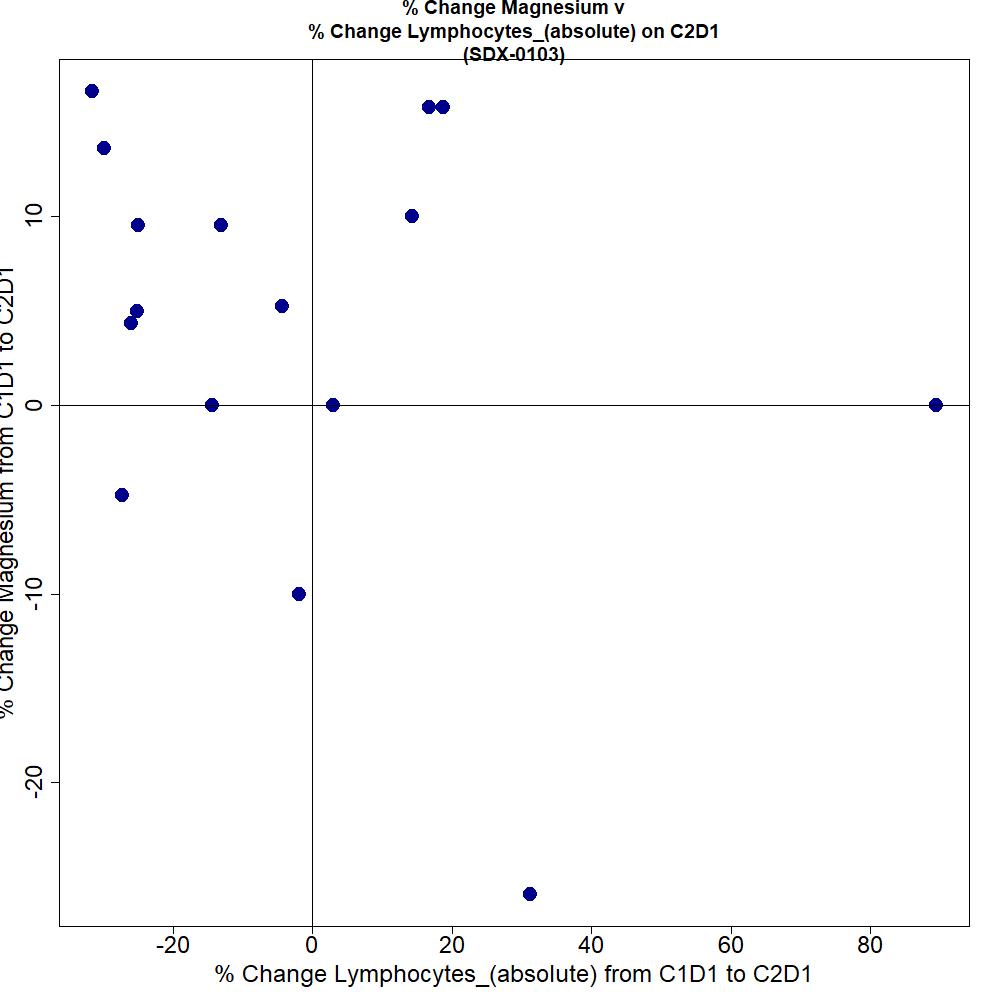 % Change Magnesium v
% Change Lymphocytes_(absolute) on C2D1
(SDX-0103)
% Change Magnesium from C1D1 to C2D1
10
0
-10
-20
-20
0
20
40
60
80
% Change Lymphocytes_(absolute) from C1D1 to C2D1